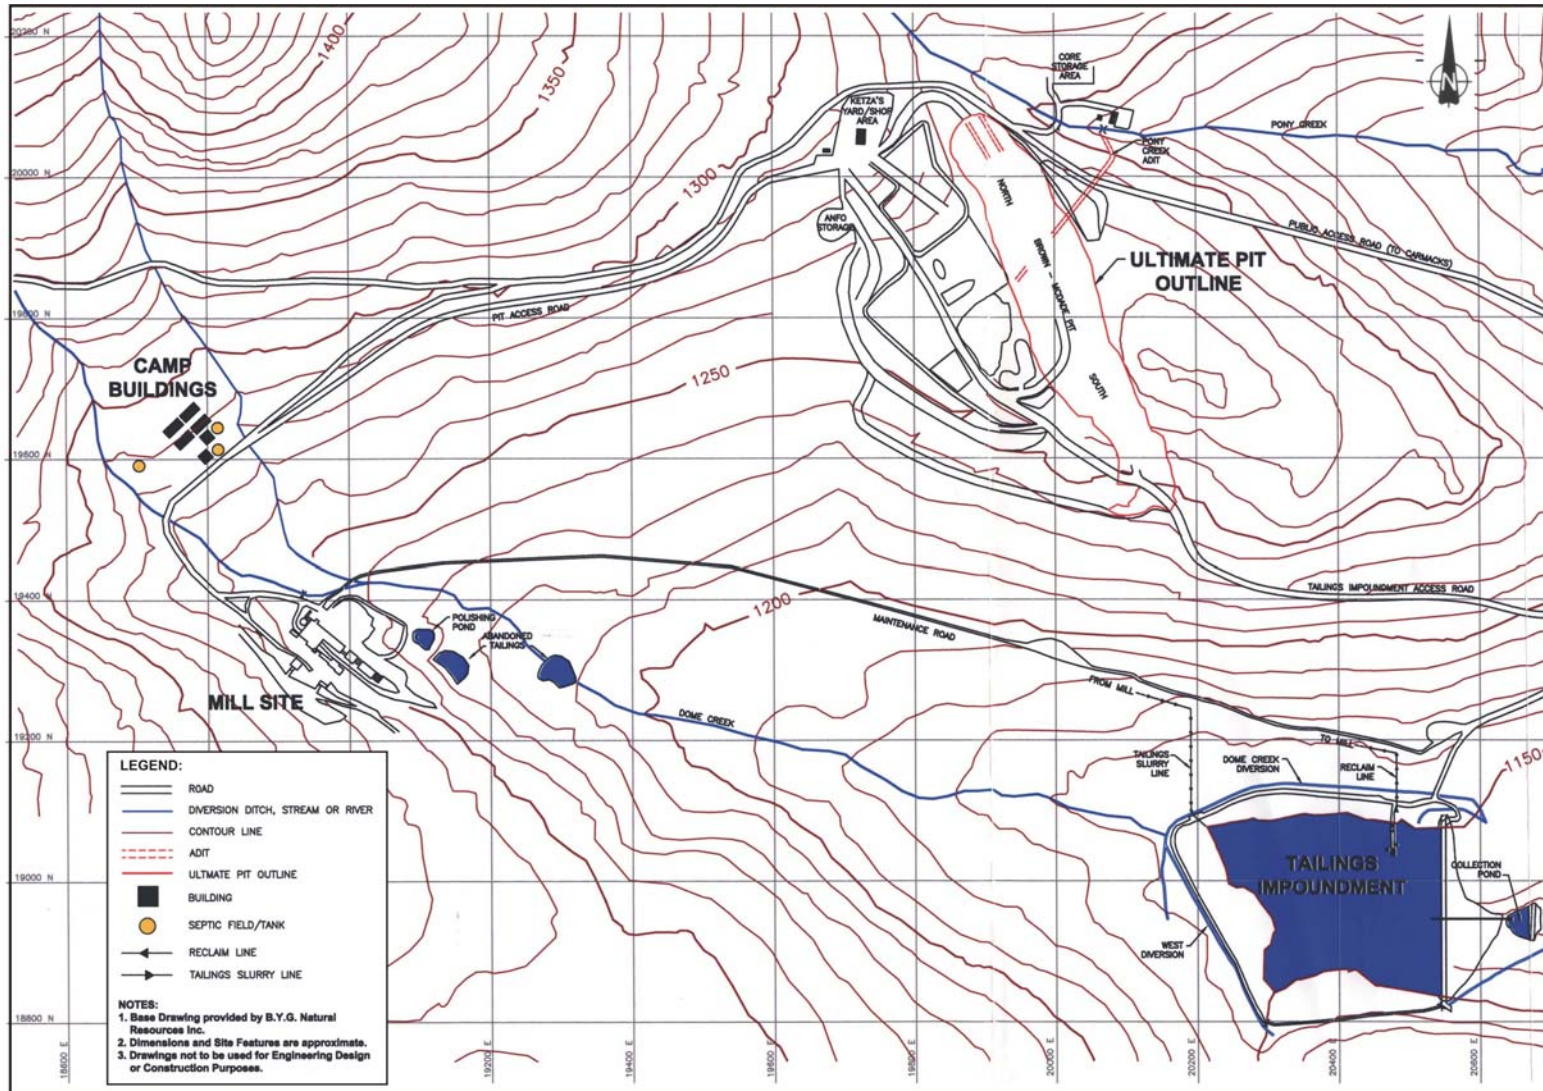 20200 N
1400
1350
CORE
STORAGE
AREA
N
KETZA'S
YARD/SHOP
AREA
PONY CREEK
PONY
CREEK
ADIT
20000 N
1300
NORTH
ANFO
STORAGE
PUBLIC ACCESS ROAD (TO CARMACKS)
BROWN - MCDADE PIT
ULTIMATE PIT
OUTLINE
19800 N
PIT ACCESS ROAD
CAMP
BUILDINGS
1250
SOUTH
19600 N
TAILINGS IMPOUNDMENT ACCESS ROAD
19400 N
1200
MAINTENANCE ROAD
POLISHING
POND
ABANDONED
TAILINGS
FROM MILL
MILL SITE
DOME CREEK
19200 N
TO MILL
TAILINGS
SLURRY
LINE
DOME CREEK
DIVERSION
RECLAIM
LINE
1150
LEGEND:
ROAD
DIVERSION DITCH, STREAM OR RIVER
CONTOUR LINE
ADIT
ULTMATE PIT OUTLINE
BUILDING
SEPTIC FIELD/TANK
RECLAIM LINE
TAILINGS SLURRY LINE
NOTES:
1. Base Drawing provided by B.Y.G. Natural
Resources Inc.
2. Dimensions and Site Features are approximate.
3. Drawings not to be used for Engineering Design
or Construction Purposes.
19000 N
TAILINGS
IMPOUNDMENT
COLLECTION
POND
WEST
DIVERSION
18800 N
18600 E
19200 E
19400 E
19600 E
19800 E
20000 E
20200 E
20400 E
20600 E